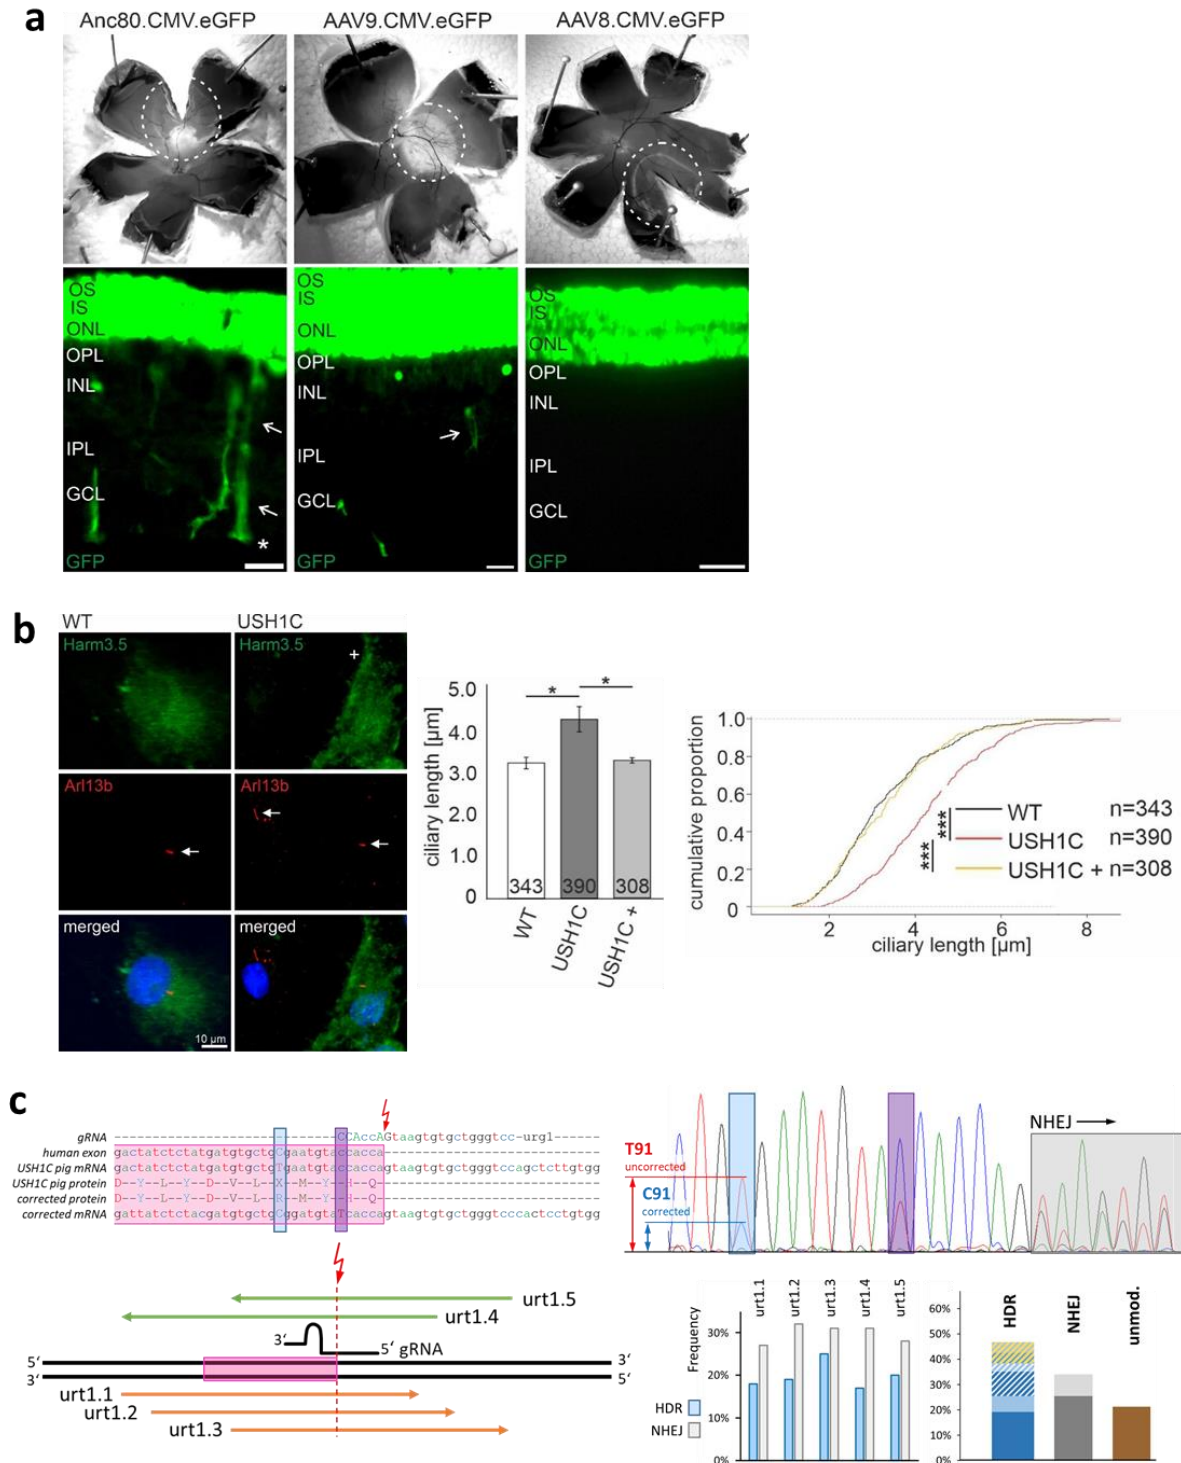 a
Anc80.CMV.eGFP AAV9.CMV.eGFP AAV8.CMV.eGFP
OS OS OS
IS IS IS
ONL ONL ONL
OPL OPL OPL
INL INL INL
IPL IPL IPL
GCL GCL GCL
*
GFP GFP GFP
b
WT USH1C
Harm3.5 Harm3.5
+
Arl13b Arl13b
merged merged
10 µm
ciliary length [µm]
5.0
4.0
3.0
2.0
1.0
0
* *
343 390 308
WT USH1C USH1C +
cumulative proportion
1.0
0.8
0.6
0.4
0.2
0
WT n=343
USH1C n=390
USH1C + n=308
*** ***
2 4 6 8
ciliary length [µm]
c
gRNA ----CCAccAGtaagtgtgctgggtcc-urg1----
human exon gactatctctatgatgtgctgCgaatgtaCcacca----
USH1C pig mRNA gactatctctatgatgtgctgTgaatgtaccaccagtaagtgtgctgggtccagctcttgtgg
USH1C pig protein D--Y--L--Y--D--V--L--X--M--Y--H--Q----
corrected protein D--Y--L--Y--D--V--L--R--M--Y--H--Q----
corrected mRNA gattatctctacgatgtgctgCggatgtaTcaccagtaagtgtgctgggtcccactcctgtgg
T91
uncorrected
C91
corrected
NHEJ
urt1.5
urt1.4
3‘ 5‘ gRNA
5‘ 3‘
3‘ 5‘
urt1.1
urt1.2
urt1.3
urt1.1 urt1.2 urt1.3 urt1.4 urt1.5
Frequency
30%
20%
10%
0%
HDR
NHEJ
HDR NHEJ unmod.
60%
50%
40%
30%
20%
10%
0%